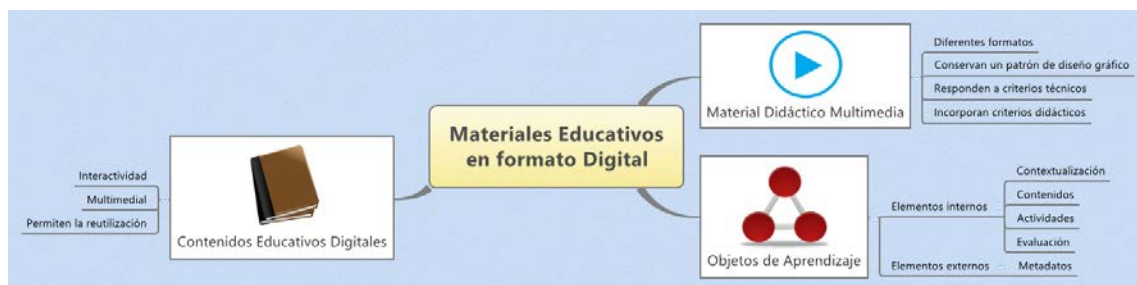 Materiales Educativos
en formato Digital
Material Didáctico Multimedia
Diferentes formatos
Conservan un patrón de diseño gráfico
Responden a criterios técnicos
Incorporan criterios didácticos
Objetos de Aprendizaje
Elementos internos
Contextualización
Contenidos
Actividades
Evaluación
Elementos externos
Metadatos
Contenidos Educativos Digitales
Interactividad
Multimedial
Permiten la reutilización